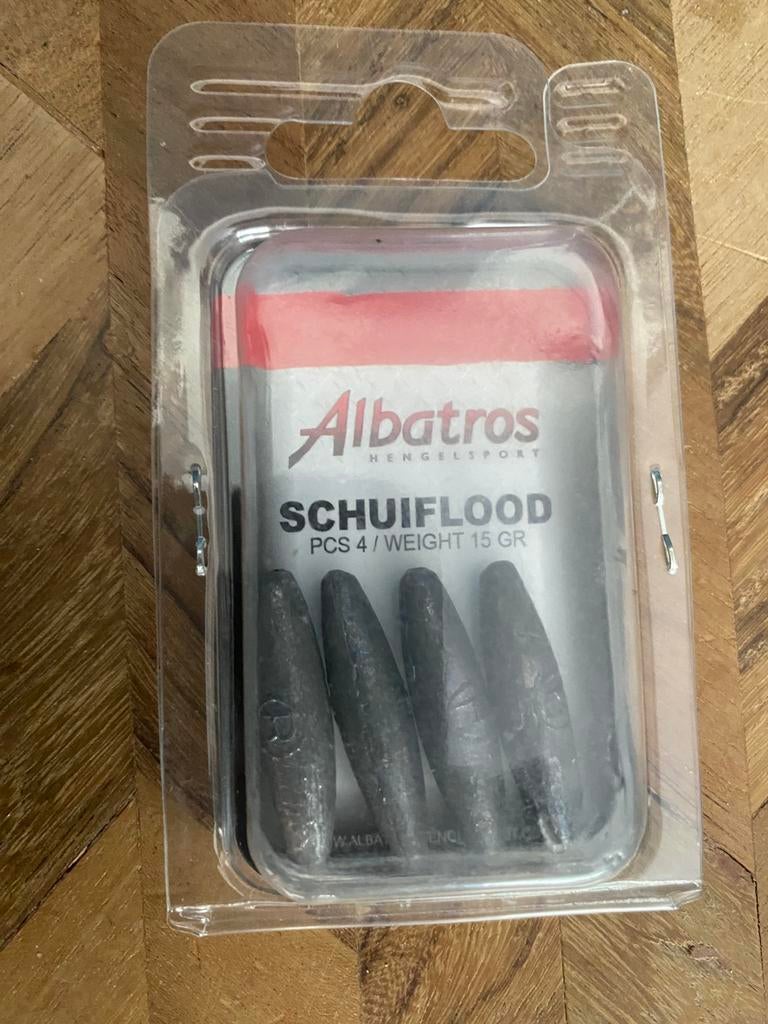 Albatros
HENGELSPORT
SCHUIFLOOD
PCS 4 / WEIGHT 15 GR
R